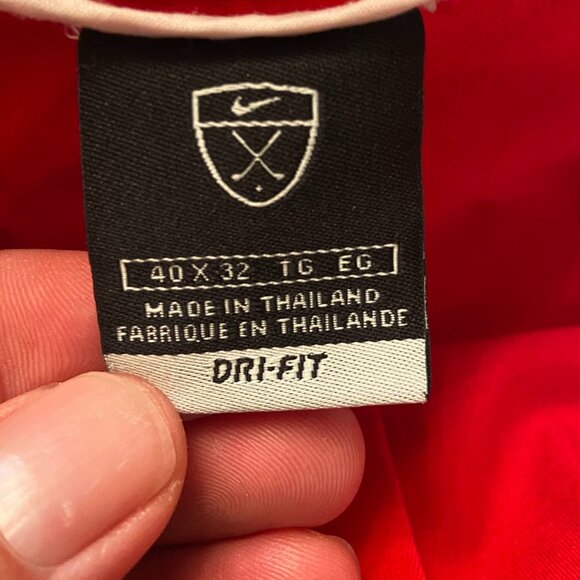 40 X 32 TG EG
MADE IN THAILAND
FABRIQUE EN THAILANDE
DRI-FIT